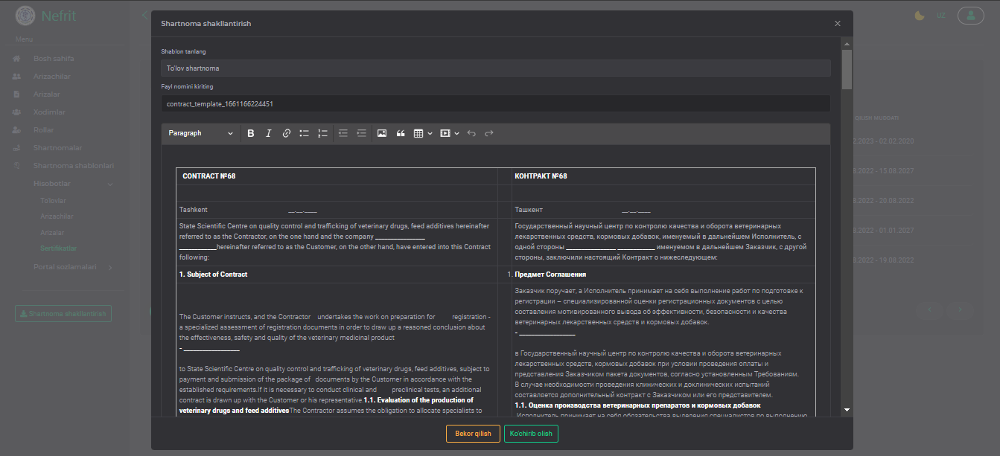 Nefrit
UZ
Menu
Bosh sahifa
Arizachilar
Arizalar
Xodimlar
Rollar
Shartnomalar
Shartnoma shablonlari
Hisobotlar
To'lovlar
Arizachilar
Arizalar
Sertifikatlar
Portal sozlamalari
Shartnoma shakllantirish
Shartnoma shakllantirish
Shablon tanlang
To'lov shartnoma
Fayl nomini kiriting
contract_template_1661166224451
Paragraph
CONTRACT №68
Tashkent __.__.____
State Scientific Centre on quality control and trafficking of veterinary drugs, feed additives hereinafter
referred to as the Contractor, on the one hand and the company ______________
__________hereinafter referred to as the Customer, on the other hand, have entered into this Contract
following:
1. Subject of Contract
The Customer instructs, and the Contractor undertakes the work on preparation for registration -
a specialized assessment of registration documents in order to draw up a reasoned conclusion about
the effectiveness, safety and quality of the veterinary medicinal product
- ________________
to State Scientific Centre on quality control and trafficking of veterinary drugs, feed additives, subject to
payment and submission of the package of documents by the Customer in accordance with the
established requirements.If it is necessary to conduct clinical and preclinical tests, an additional
contract is drawn up with the Customer or his representative.1.1. Evaluation of the production of
veterinary drugs and feed additivesThe Contractor assumes the obligation to allocate specialists to
КОНТРАКТ №68
Ташкент __.__.____
Государственный научный центр по контролю качества и оборота ветеринарных
лекарственных средств, кормовых добавок, именуемый в дальнейшем Исполнитель, с
одной стороны ______________ __________ именуемом в дальнейшем Заказчик, с другой
стороны, заключили настоящий Контракт о нижеследующем:
1. Предмет Соглашения
Заказчик поручает, а Исполнитель принимает на себя выполнение работ по подготовке к
регистрации – специализированной оценки регистрационных документов с целью
составления мотивированного вывода об эффективности, безопасности и качества
ветеринарных лекарственных средств и кормовых добавок.
- ________________
в Государственный научный центр по контролю качества и оборота ветеринарных
лекарственных средств, кормовых добавок при условии проведения оплаты и
представления Заказчиком пакета документов, согласно установленным Требованиям.
В случае необходимости проведения клинических и доклинических испытаний
составляется дополнительный контракт с Заказчиком или его представителем.
1.1. Оценка производства ветеринарных препаратов и кормовых добавок
Исполнитель принимает на себя обязательства выделения специалистов по выполнению
Bekor qilish
Ko'chirib olish
QILISH MUDDATI
2.2023 - 02.02.2020
8.2022 - 15.08.2027
8.2022 - 20.08.2022
8.2022 - 01.01.2027
8.2022 - 19.08.2022